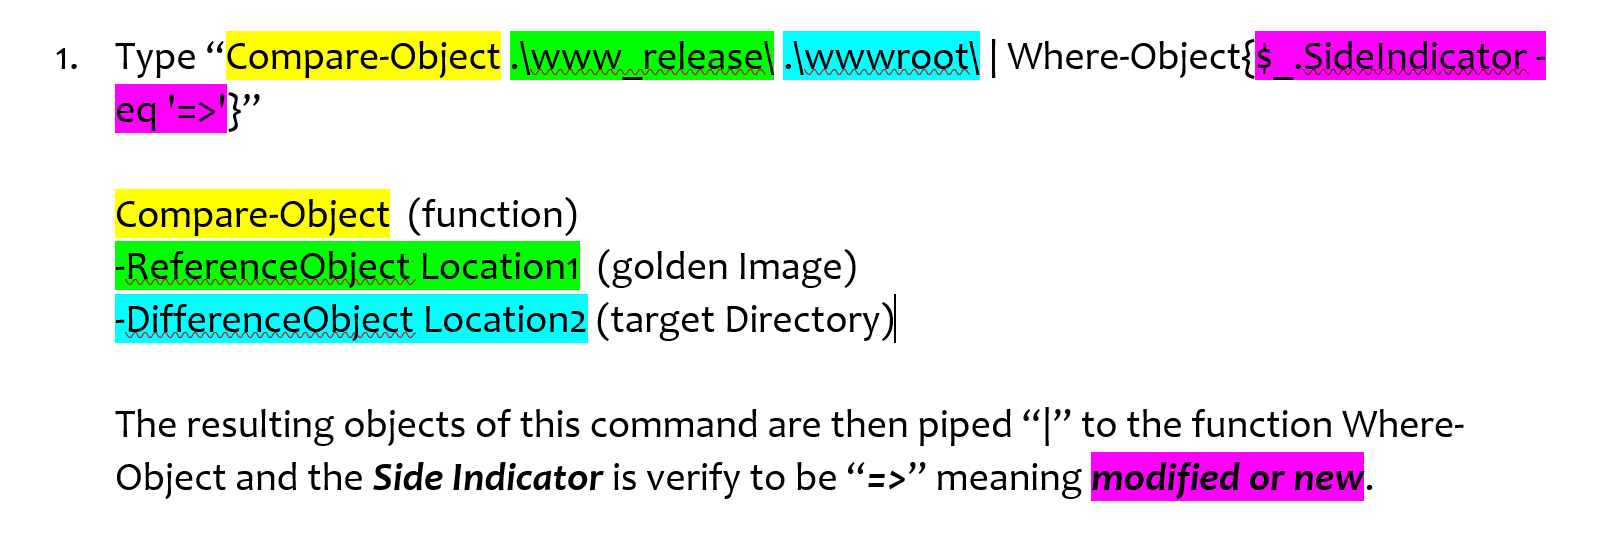 1. Type “Compare-Object .\www_release\ .\wwwroot\ | Where-Object{$_.SideIndicator -
eq '=>'}”
Compare-Object (function)
-ReferenceObject Location1 (golden Image)
-DifferenceObject Location2 (target Directory)
The resulting objects of this command are then piped “|” to the function Where-
Object and the Side Indicator is verify to be “=>” meaning modified or new.